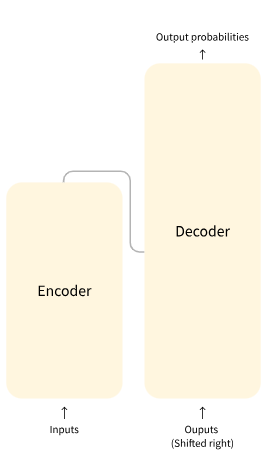 Output probabilities
Decoder
Encoder
Inputs
Ouputs
(Shifted right)